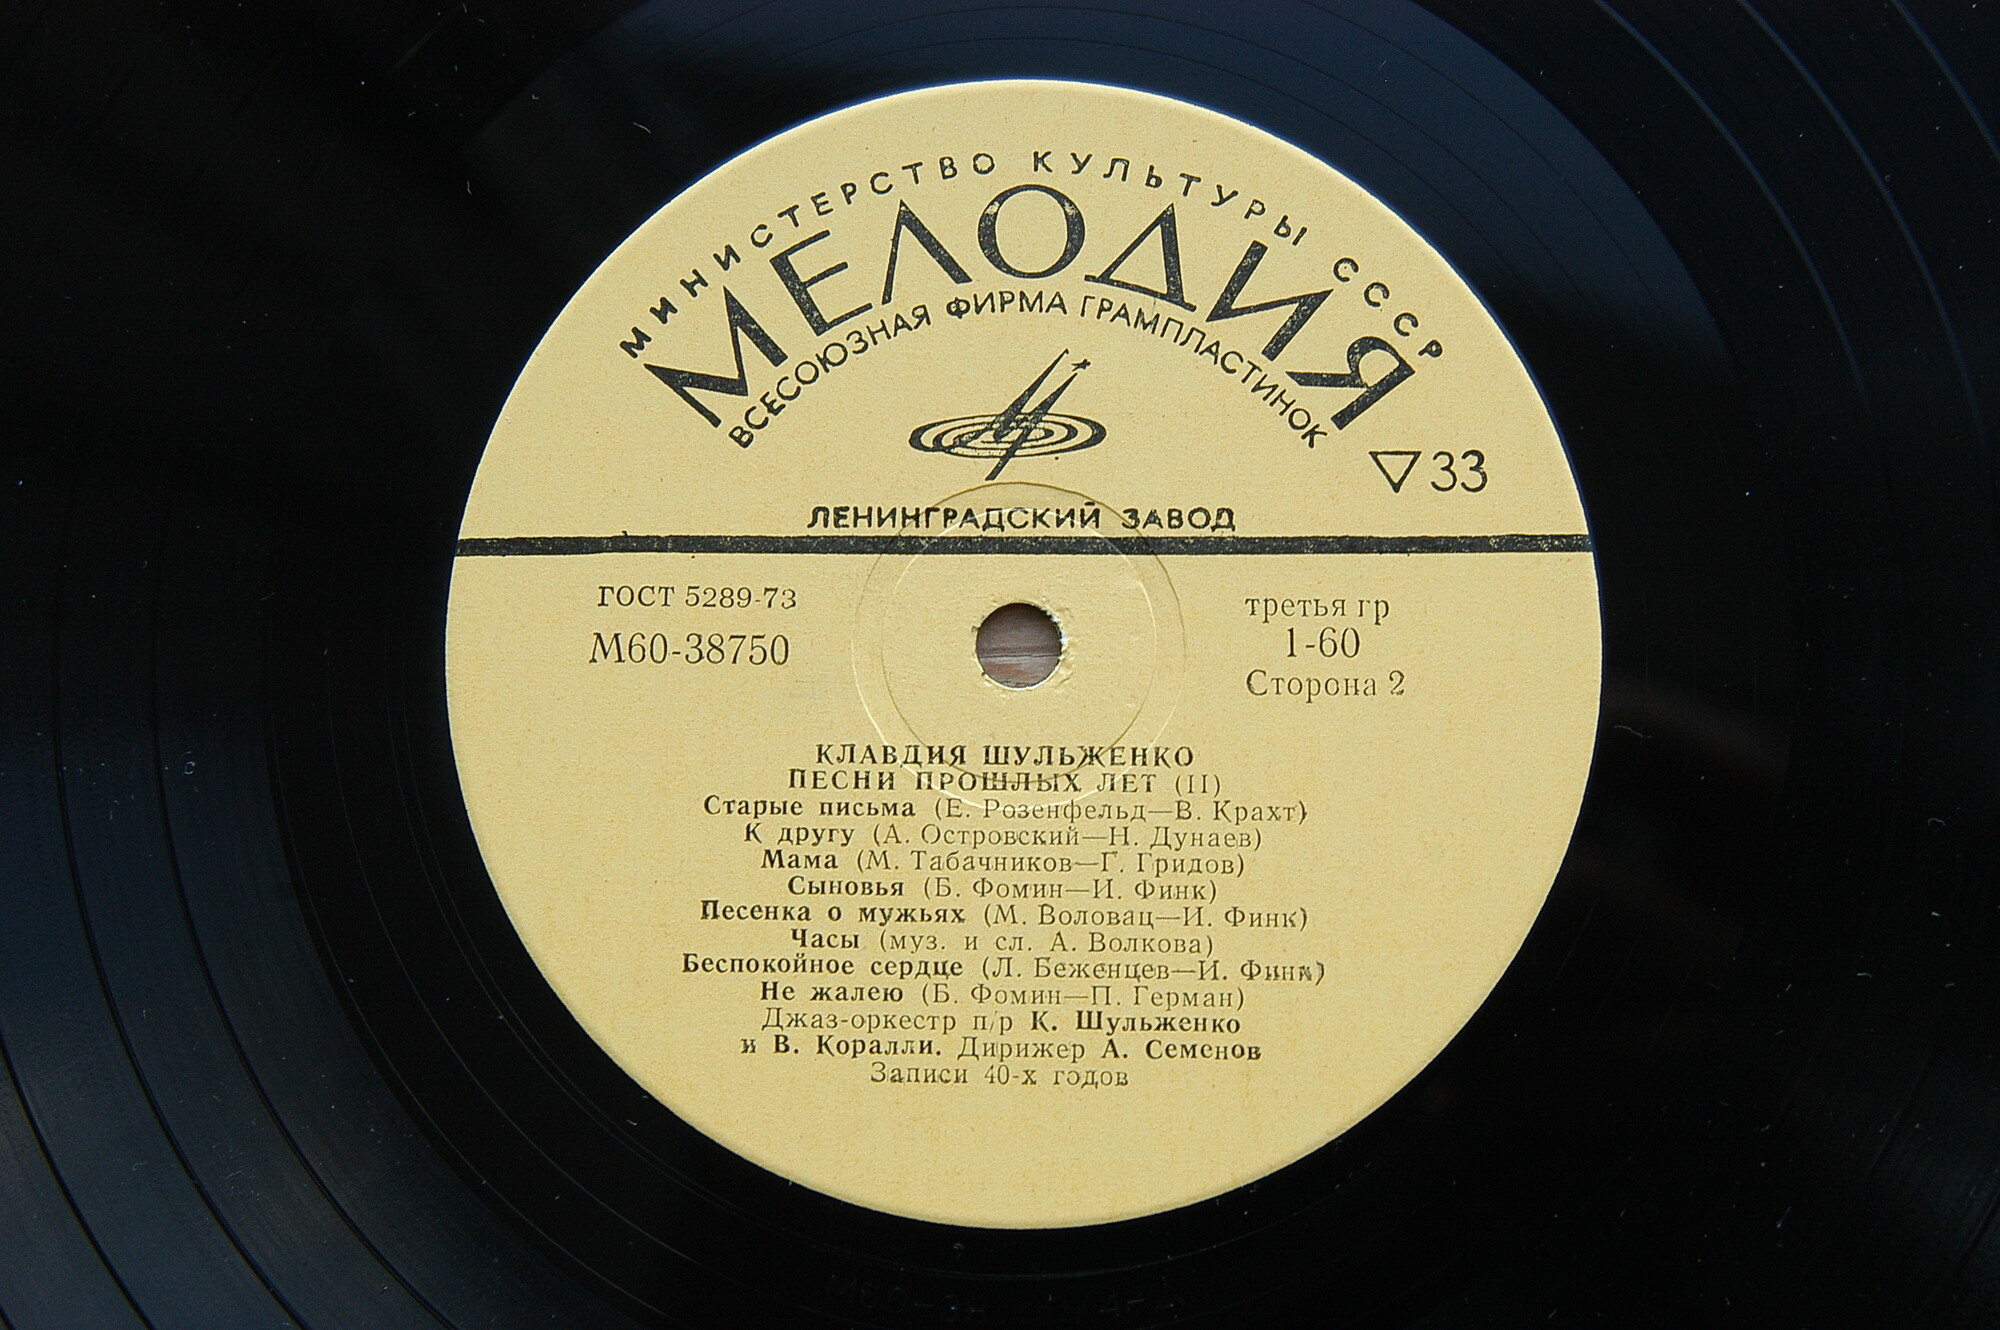 МИНИСТЕРСТВО КУЛЬТУРЫ СССР
МЕЛОДИЯ
ВСЕСОЮЗНАЯ ФИРМА ГРАМПЛАСТИНОК
▽33
ЛЕНИНГРАДСКИЙ ЗАВОД
ГОСТ 5289-73
М60-38750
третья гр
1-60
Сторона 2
КЛАВДИЯ ШУЛЬЖЕНКО
ПЕСНИ ПРОШЛЫХ ЛЕТ (II)
Старые письма (Е. Розенфельд—В. Крахт)
К другу (А. Островский—Н. Дунаев)
Мама (М. Табачников—Г. Гридов)
Сыновья (Б. Фомин—И. Финк)
Песенка о мужьях (М. Воловац—И. Финк)
Часы (муз. и сл. А. Волкова)
Беспокойное сердце (Л. Беженцев—И. Финк)
Не жалею (Б. Фомин—П. Герман)
Джаз-оркестр п/р К. Шульженко
и В. Коралли. Дирижер А. Семенов
Записи 40-х годов